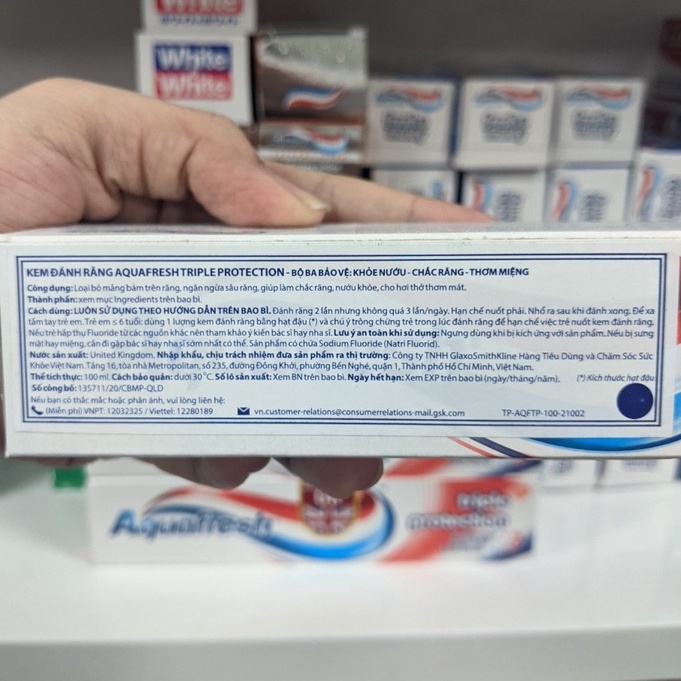 White
White
White
KEM ĐÁNH RĂNG AQUAFRESH TRIPLE PROTECTION - BỘ BA BẢO VỆ: KHỎE NƯỚU - CHẮC RĂNG - THƠM MIỆNG
Công dụng: Loại bỏ mảng bám trên răng, ngăn ngừa sâu răng, giúp làm chắc răng, nướu khỏe, cho hơi thở thơm mát.
Thành phần: xem mục Ingredients trên bao bì.
Cách dùng: LUÔN SỬ DỤNG THEO HƯỚNG DẪN TRÊN BAO BÌ. Đánh răng 2 lần nhưng không quá 3 lần/ngày. Hạn chế nuốt phải. Nhổ ra sau khi đánh xong. Để xa
tầm tay trẻ em. Trẻ em ≤ 6 tuổi: dùng 1 lượng kem đánh răng bằng hạt đậu (*) và chú ý trông chừng trẻ trong lúc đánh răng để hạn chế việc trẻ nuốt kem đánh răng.
Nếu trẻ hấp thụ Fluoride từ các nguồn khác nên tham khảo ý kiến bác sĩ hay nha sĩ. Lưu ý an toàn khi sử dụng: Ngưng dùng khi bị kích ứng với sản phẩm. Nếu bị sưng
mặt hay miệng, cần đi gặp bác sĩ hay nha sĩ sớm nhất có thể. Sản phẩm có chứa Sodium Fluoride (Natri Fluorid).
Nước sản xuất: United Kingdom. Nhập khẩu, chịu trách nhiệm đưa sản phẩm ra thị trường: Công ty TNHH GlaxoSmithKline Hàng Tiêu Dùng và Chăm Sóc Sức
Khỏe Việt Nam. Tầng 16, tòa nhà Metropolitan, số 235, đường Đồng Khởi, phường Bến Nghé, quận 1, Thành phố Hồ Chí Minh, Việt Nam.
Thể tích thực: 100 ml. Cách bảo quản: dưới 30 °C. Số lô sản xuất: Xem BN trên bao bì. Ngày hết hạn: Xem EXP trên bao bì (ngày/tháng/năm). (*) Kích thước hạt đậu
Số công bố: 135711/20/CBMP-QLD
Nếu bạn có thắc mắc hoặc phản ánh, vui lòng liên hệ:
(Miễn phí) VNPT: 12032325 / Viettel: 12280189 vn.customer-relations@consumerrelations-mail.gsk.com TP-AQFTP-100-21002
Aquafresh
triple
protection